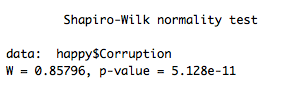 Shapiro-Wilk normality test
data:  happy$Corruption
W = 0.85796, p-value = 5.128e-11